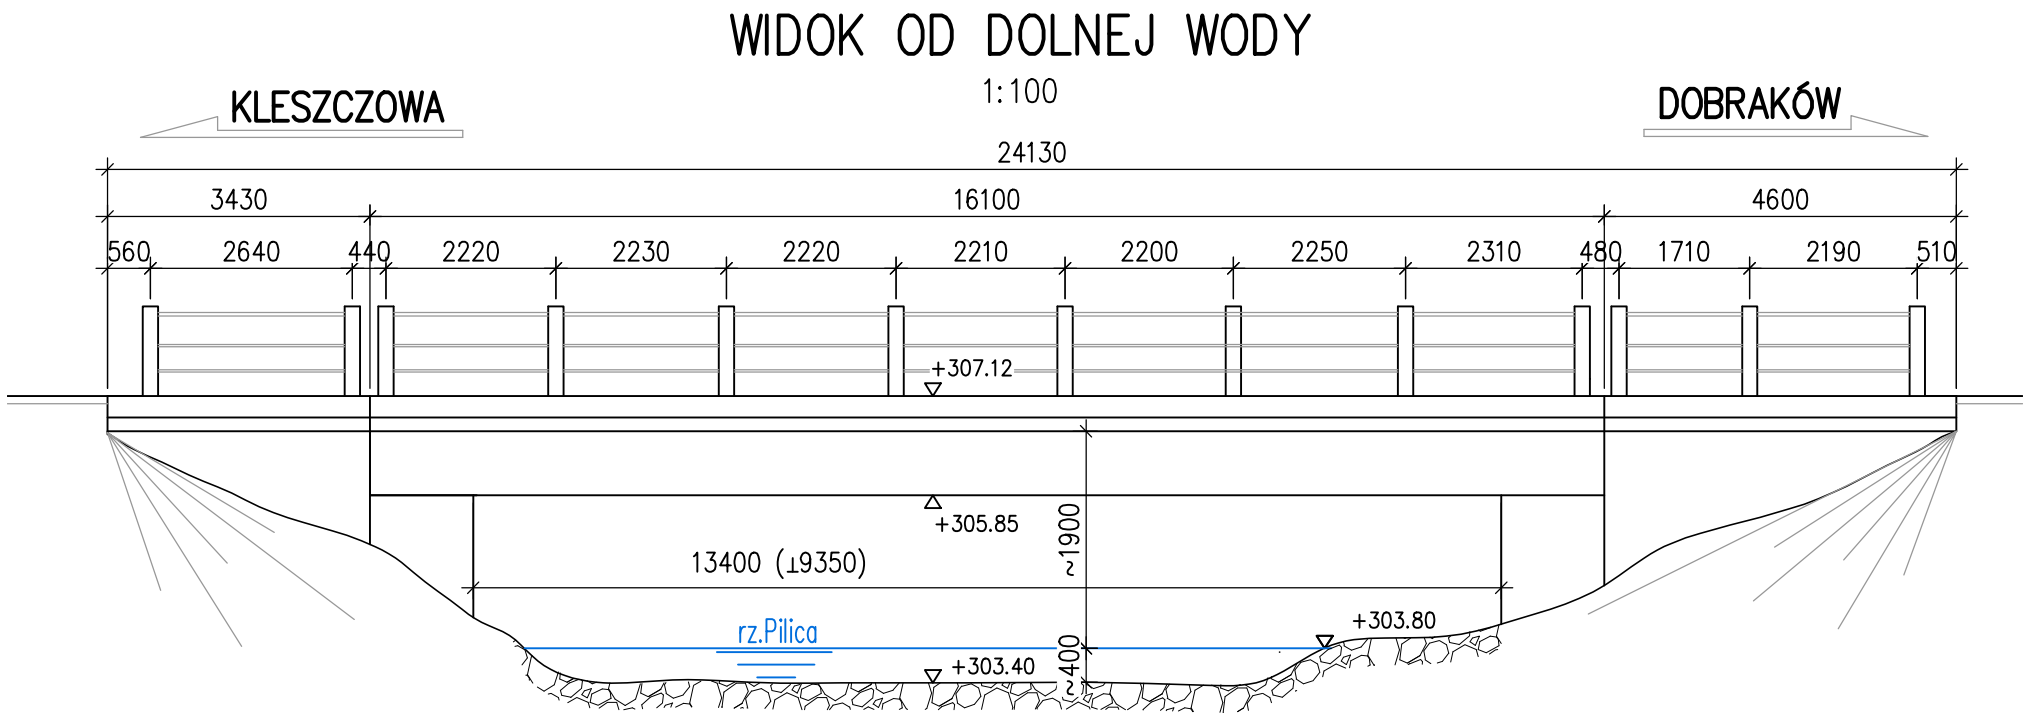 WIDOK OD DOLNEJ WODY
1:100
KLESZCZOWA
DOBRAKÓW
24130
3430 16100 4600
560 2640 440 2220 2230 2220 2210 2200 2250 2310 480 1710 2190 510
+307.12
+305.85
~1900
13400 (⊥9350)
+303.80
rz.Pilica
+303.40
~400